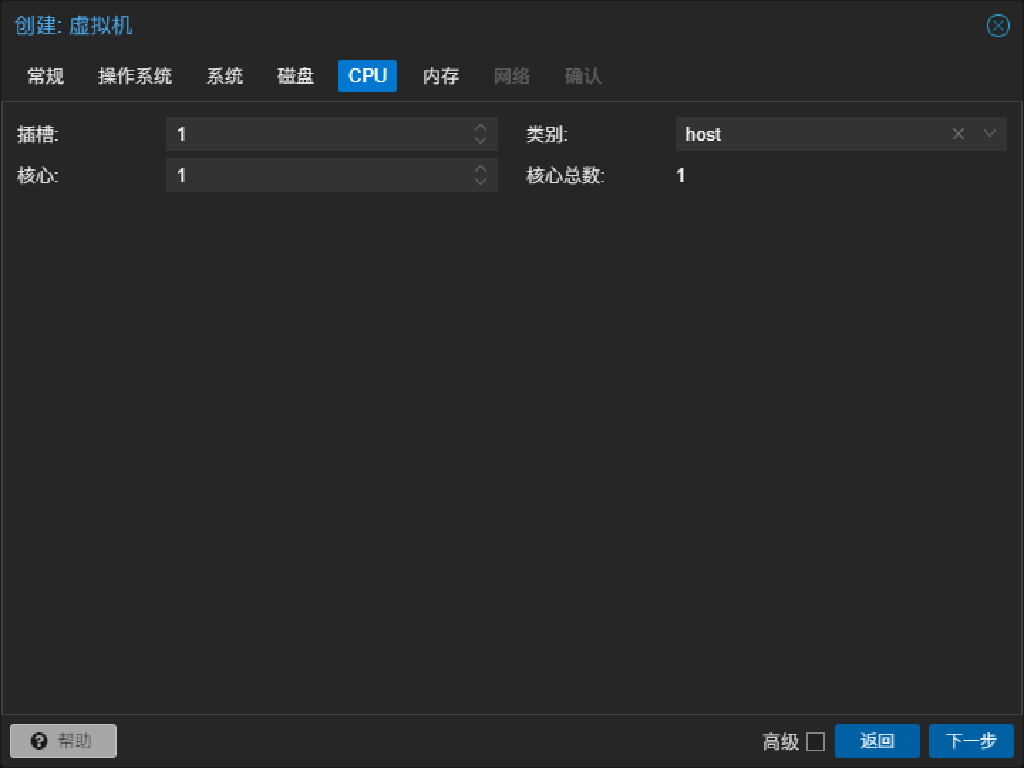 创建: 虚拟机
常规 操作系统 系统 磁盘 CPU 内存 网络 确认
插槽: 1 类别: host
核心: 1 核心总数: 1
帮助 高级 返回 下一步